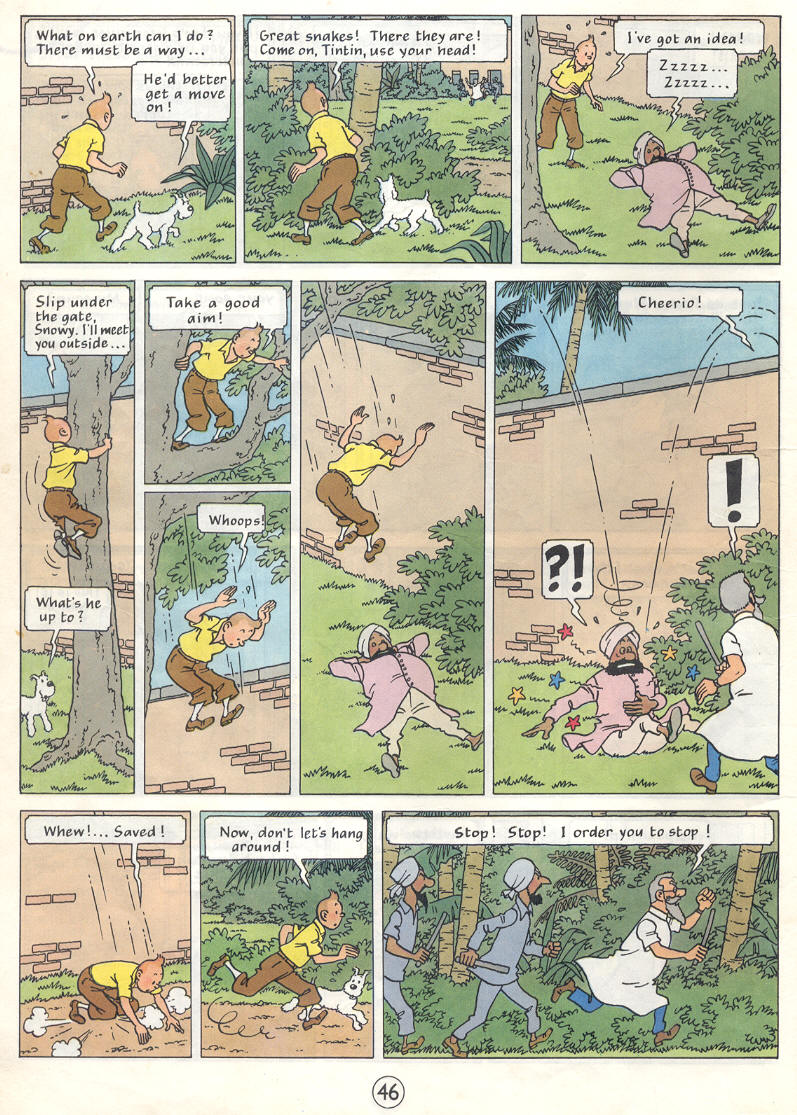 What on earth can I do?
There must be a way...
He'd better
get a move
on!
Great snakes! There they are!
Come on, Tintin, use your head!
I've got an idea!
Zzzzz...
Zzzzz...
Slip under
the gate,
Snowy. I'll meet
you outside...
What's he
up to?
Take a good
aim!
Whoops!
Cheerio!
?!
!
Whew!... Saved!
Now, don't let's hang
around!
Stop! Stop! I order you to stop!
46